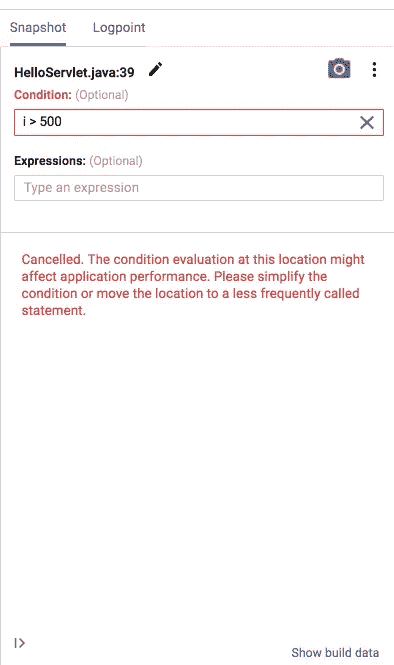 Snapshot Logpoint
HelloServlet.java:39
Condition: (Optional)
i > 500
Expressions: (Optional)
Type an expression
Cancelled. The condition evaluation at this location might
affect application performance. Please simplify the
condition or move the location to a less frequently called
statement.
Show build data